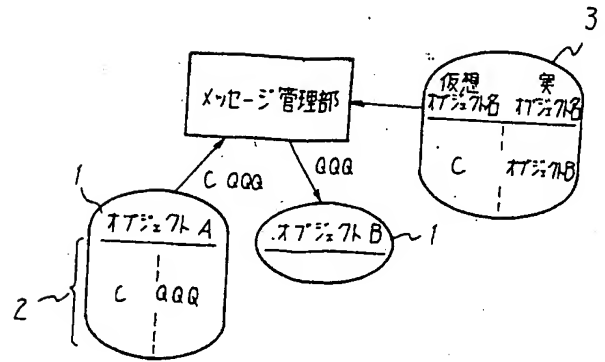 3
仮想 実
オブジェクト名 オブジェクト名
メッセージ管理部
C オブジェクトB
C QQQ QQQ
1
オブジェクト A
オブジェクト B 1
2 C QQQ